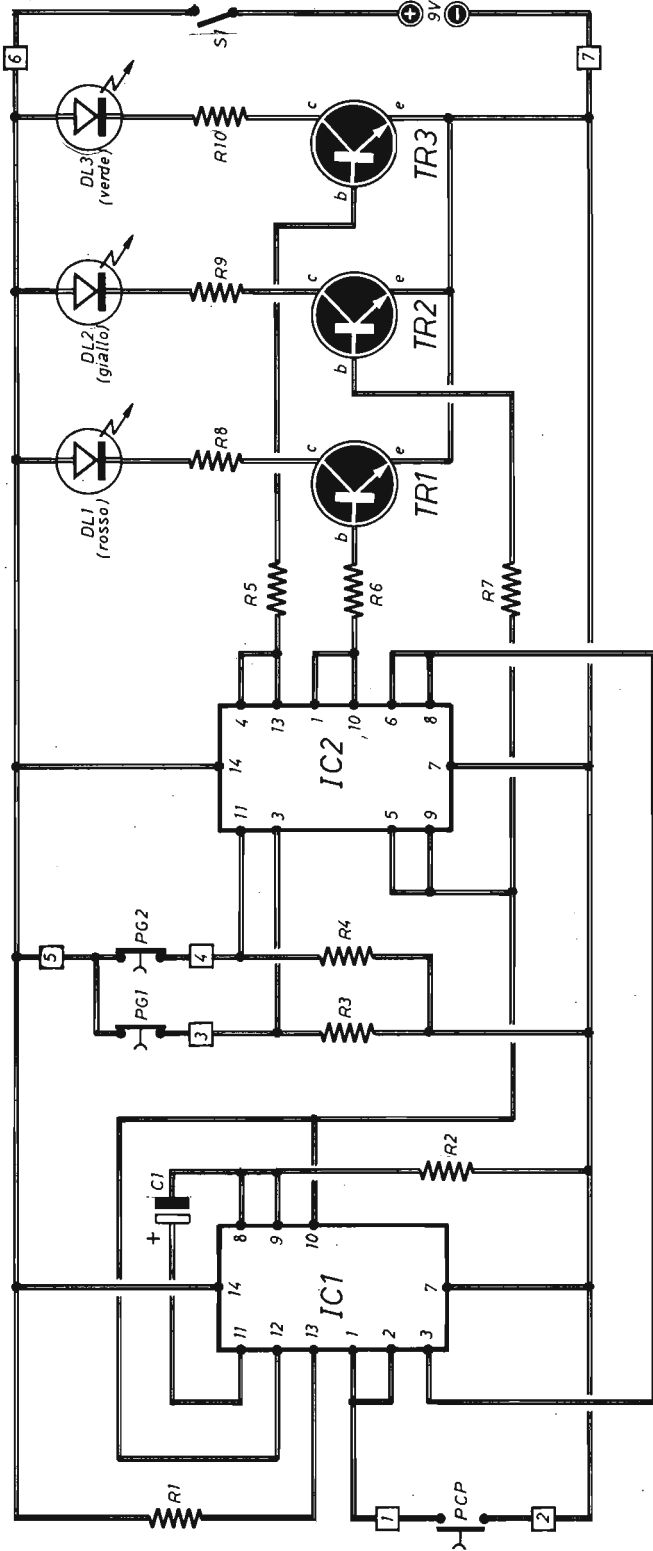 6
S1
9V
7
DL3
(verde)
R10
c
b
e
TR3
DL2
(giallo)
R9
c
b
e
TR2
DL1
(rosso)
R8
c
b
e
TR1
R5
R6
R7
4
13
1
10
6
8
14
IC2
7
11
3
5
9
5
PG2
4
PG1
3
R4
R3
C1
+
R2
8
9
10
14
IC1
7
11
12
13
1
2
3
R1
1
PCP
2